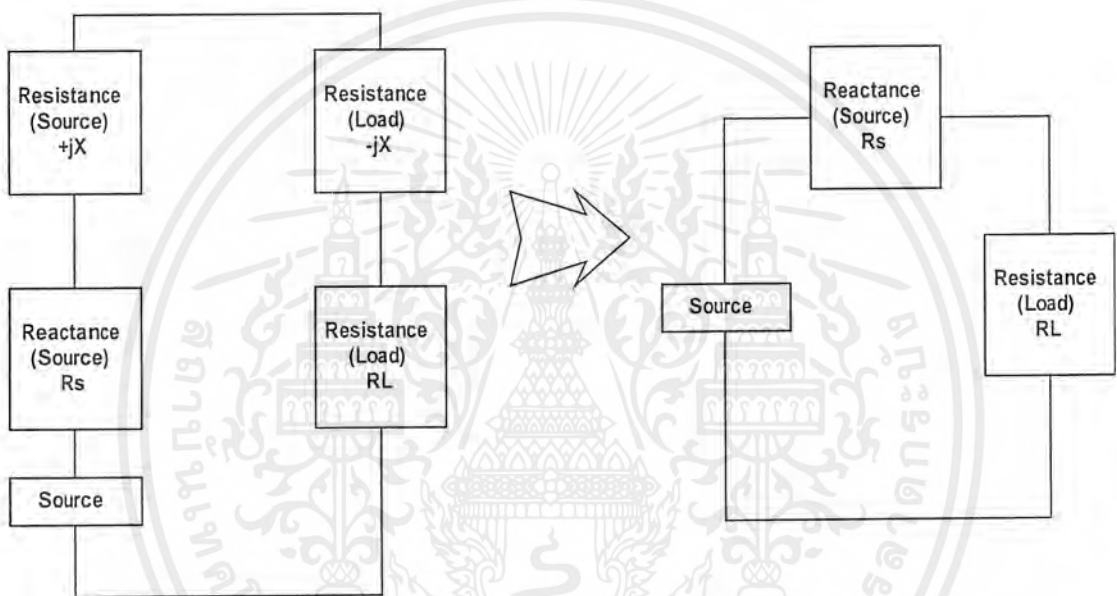 Resistance
(Source)
+jX
Resistance
(Load)
-jX
Reactance
(Source)
Rs
Resistance
(Load)
RL
Source
Reactance
(Source)
Rs
Source
Resistance
(Load)
RL